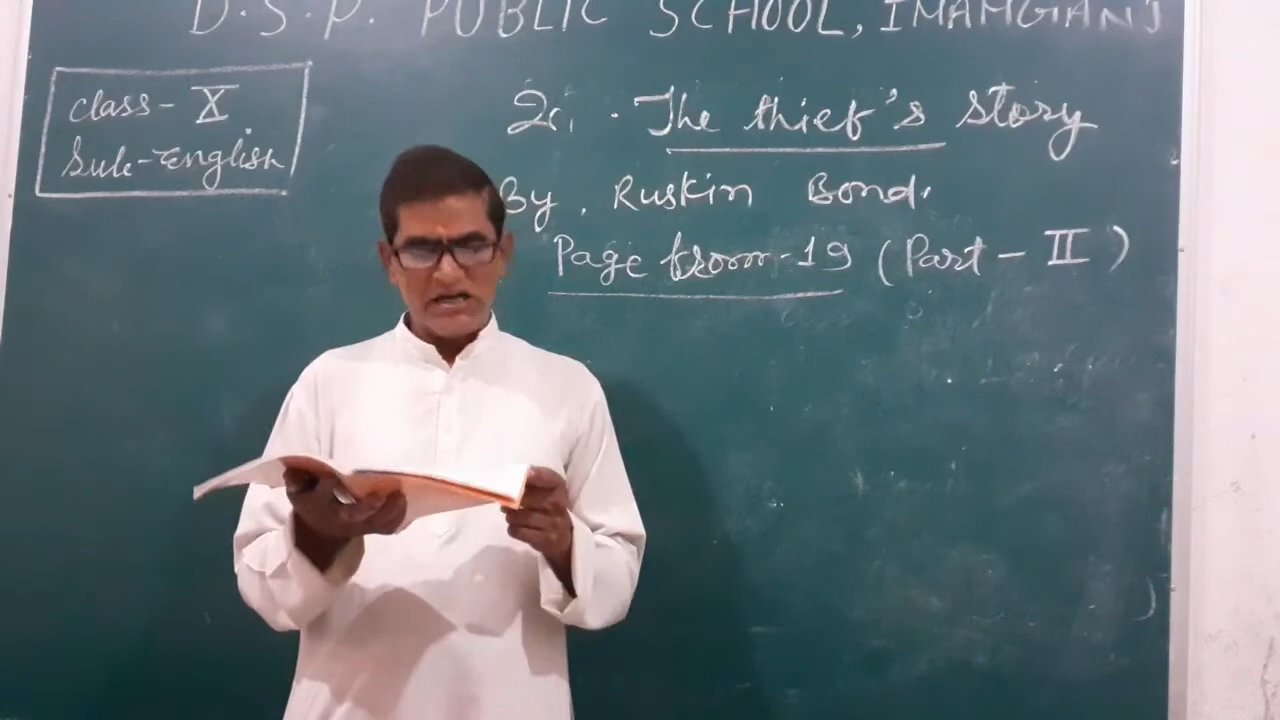 D.S.P. PUBLIC SCHOOL, IMAMGANJ
class- X
Sub-English
2. The thief's story
By, Ruskin Bond.
Page from-19 (Part-II)